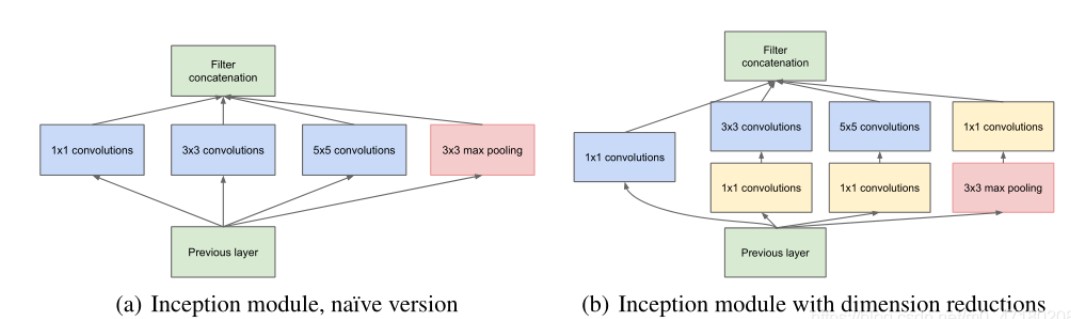 Filter
concatenation
1x1 convolutions
3x3 convolutions
5x5 convolutions
3x3 max pooling
Previous layer
(a) Inception module, naïve version
Filter
concatenation
3x3 convolutions
5x5 convolutions
1x1 convolutions
1x1 convolutions
1x1 convolutions
1x1 convolutions
3x3 max pooling
Previous layer
(b) Inception module with dimension reductions